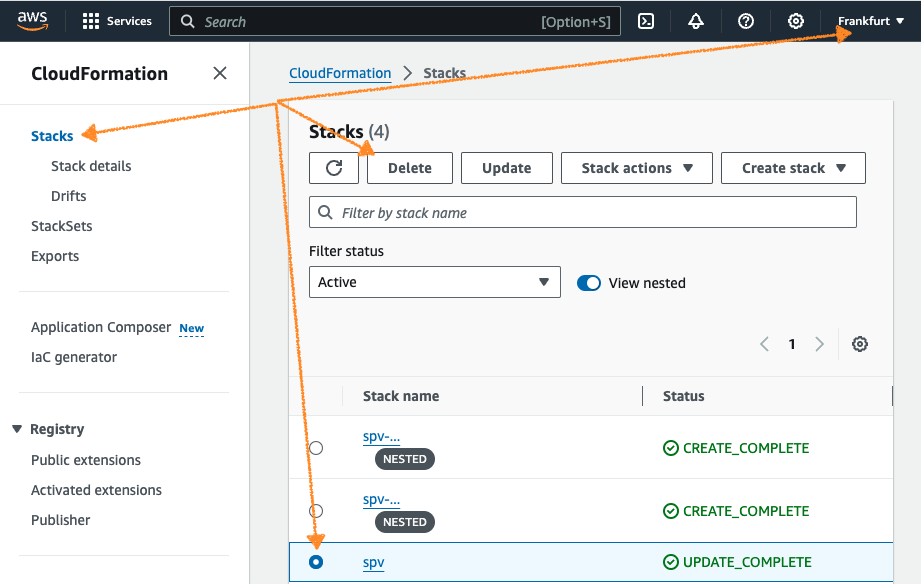 aws Services Search [Option+S] Frankfurt
CloudFormation
CloudFormation Stacks
Stacks
Stack details
Drifts
StackSets
Exports
Application Composer New
IaC generator
Registry
Public extensions
Activated extensions
Publisher
Stacks (4)
Delete Update Stack actions Create stack
Filter by stack name
Filter status
Active View nested
1
Stack name Status
spv-... CREATE_COMPLETE
NESTED
spv-... CREATE_COMPLETE
NESTED
spv UPDATE_COMPLETE